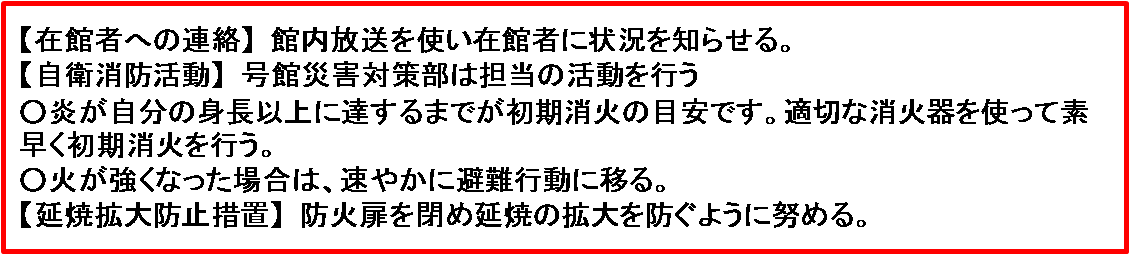 【在館者への連絡】 館内放送を使い在館者に状況を知らせる。
【自衛消防活動】 号館災害対策部は担当の活動を行う
〇炎が自分の身長以上に達するまでが初期消火の目安です。適切な消火器を使って素
早く初期消火を行う。
〇火が強くなった場合は、速やかに避難行動に移る。
【延焼拡大防止措置】 防火扉を閉め延焼の拡大を防ぐように努める。